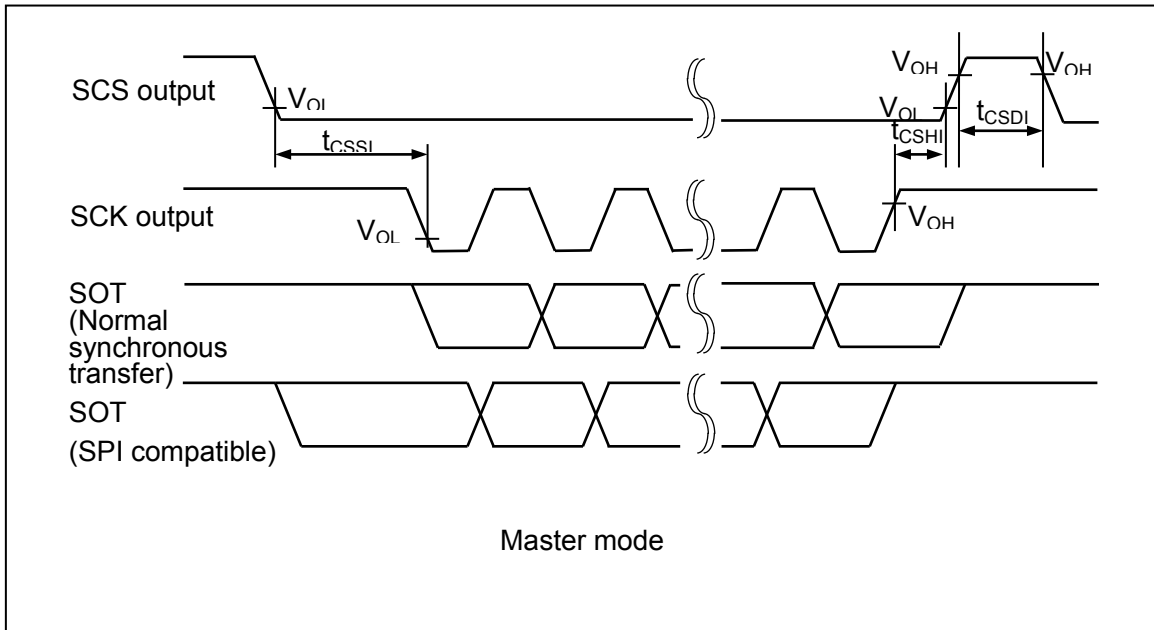 SCS output
VOL
tCSSI
VOH
VOH
VOL
tCSHI
tCSDI
SCK output
VOL
VOH
SOT
(Normal
synchronous
transfer)
SOT
(SPI compatible)
Master mode